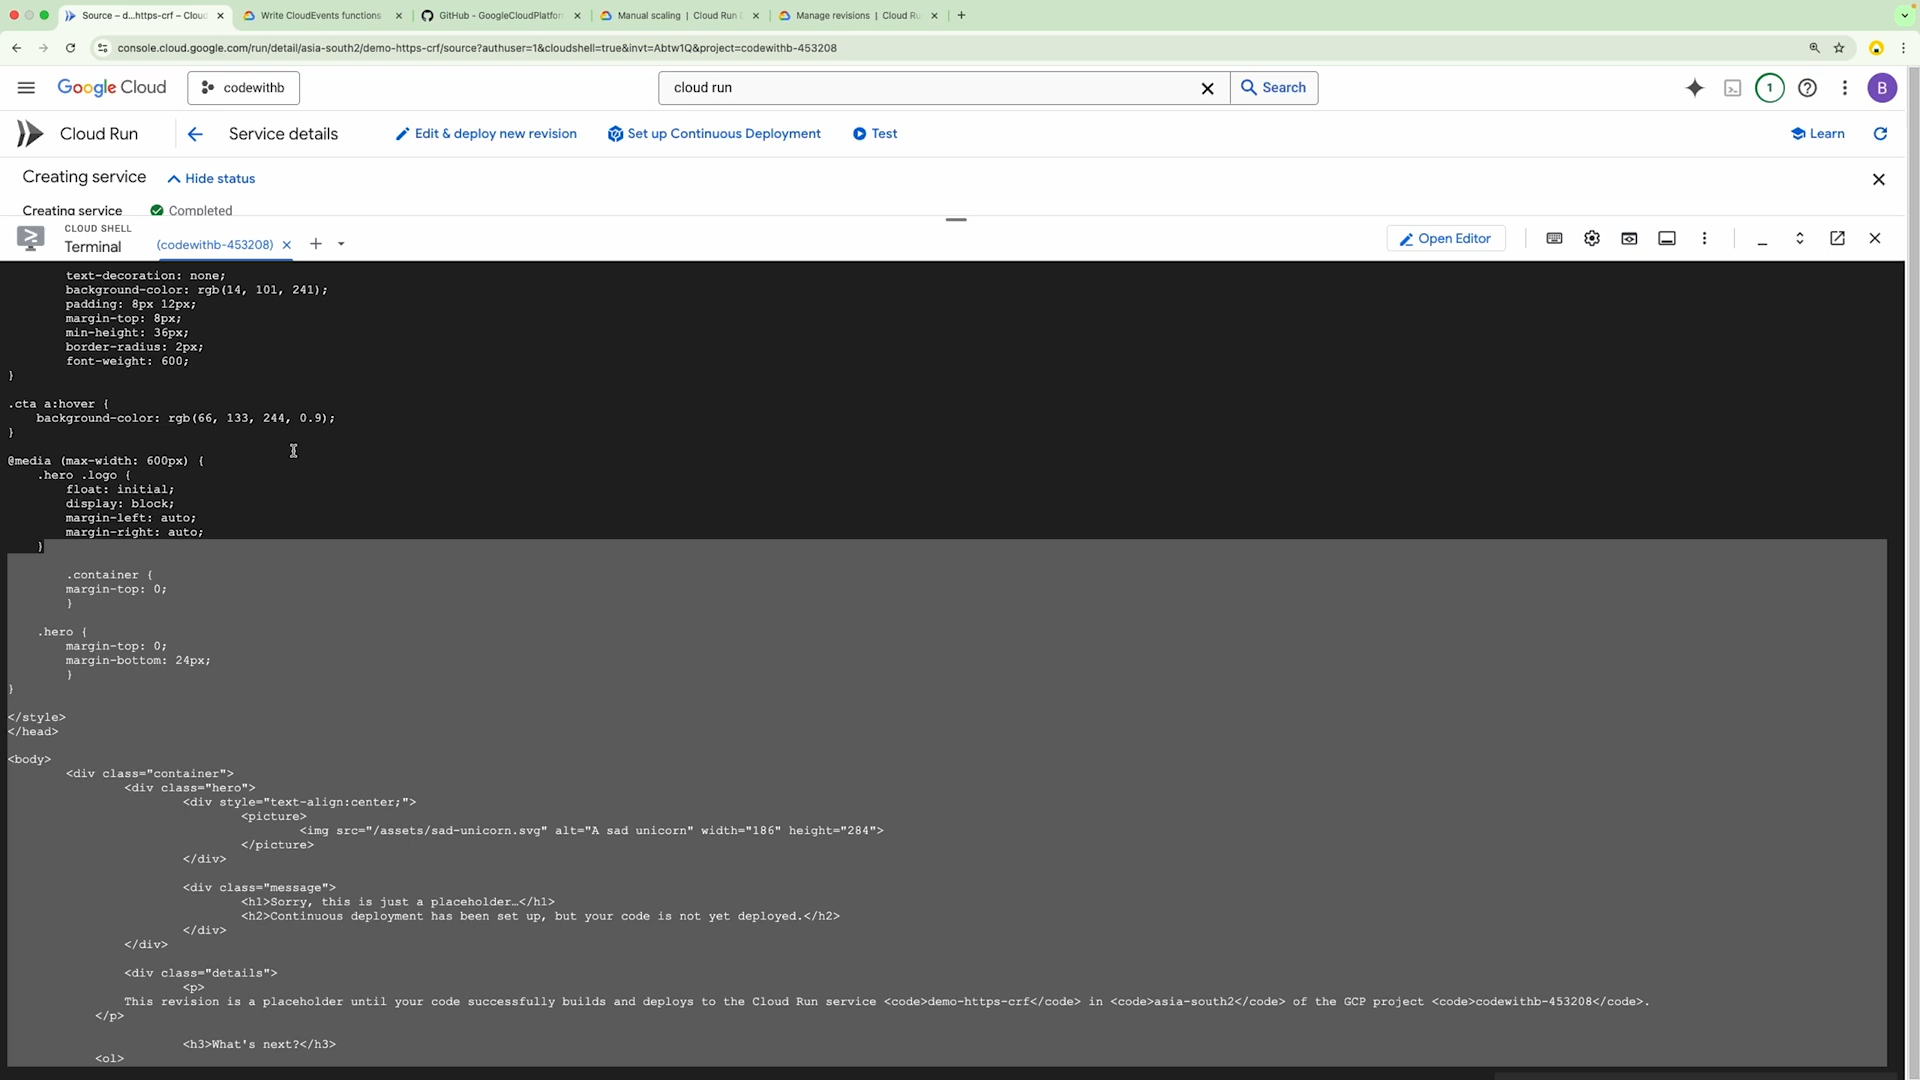 Source – d...https-crf – Cloud
Write CloudEvents functions
GitHub - GoogleCloudPlatfor
Manual scaling | Cloud Run
Manage revisions | Cloud Ru
console.cloud.google.com/run/detail/asia-south2/demo-https-crf/source?authuser=1&cloudshell=true&invt=Abtw1Q&project=codewithb-453208
Google Cloud
codewithb
cloud run
Search
1
B
Cloud Run
Service details
Edit & deploy new revision
Set up Continuous Deployment
Test
Learn
Creating service
Hide status
Creating service
Completed
CLOUD SHELL
Terminal
(codewithb-453208)
Open Editor
text-decoration: none;
background-color: rgb(14, 101, 241);
padding: 8px 12px;
margin-top: 8px;
min-height: 36px;
border-radius: 2px;
font-weight: 600;
}
.cta a:hover {
background-color: rgb(66, 133, 244, 0.9);
}
@media (max-width: 600px) {
.hero .logo {
float: initial;
display: block;
margin-left: auto;
margin-right: auto;
}
.container {
margin-top: 0;
}
.hero {
margin-top: 0;
margin-bottom: 24px;
}
}
</style>
</head>
<body>
<div class="container">
<div class="hero">
<div style="text-align:center;">
<picture>
<img src="/assets/sad-unicorn.svg" alt="A sad unicorn" width="186" height="284">
</picture>
</div>
<div class="message">
<h1>Sorry, this is just a placeholder…</h1>
<h2>Continuous deployment has been set up, but your code is not yet deployed.</h2>
</div>
</div>
<div class="details">
<p>
This revision is a placeholder until your code successfully builds and deploys to the Cloud Run service <code>demo-https-crf</code> in <code>asia-south2</code> of the GCP project <code>codewithb-453208</code>.
</p>
<h3>What's next?</h3>
<ol>